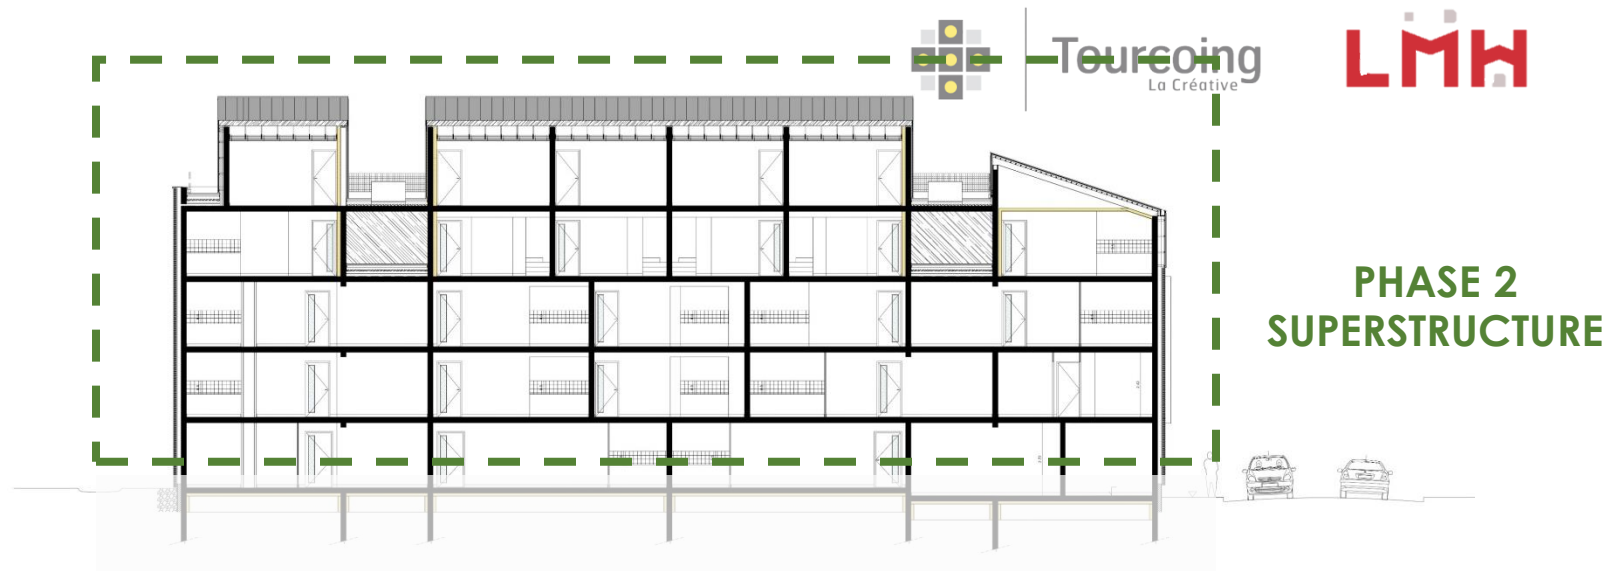 Tourcoing
La Créative
LMH
PHASE 2
SUPERSTRUCTURE